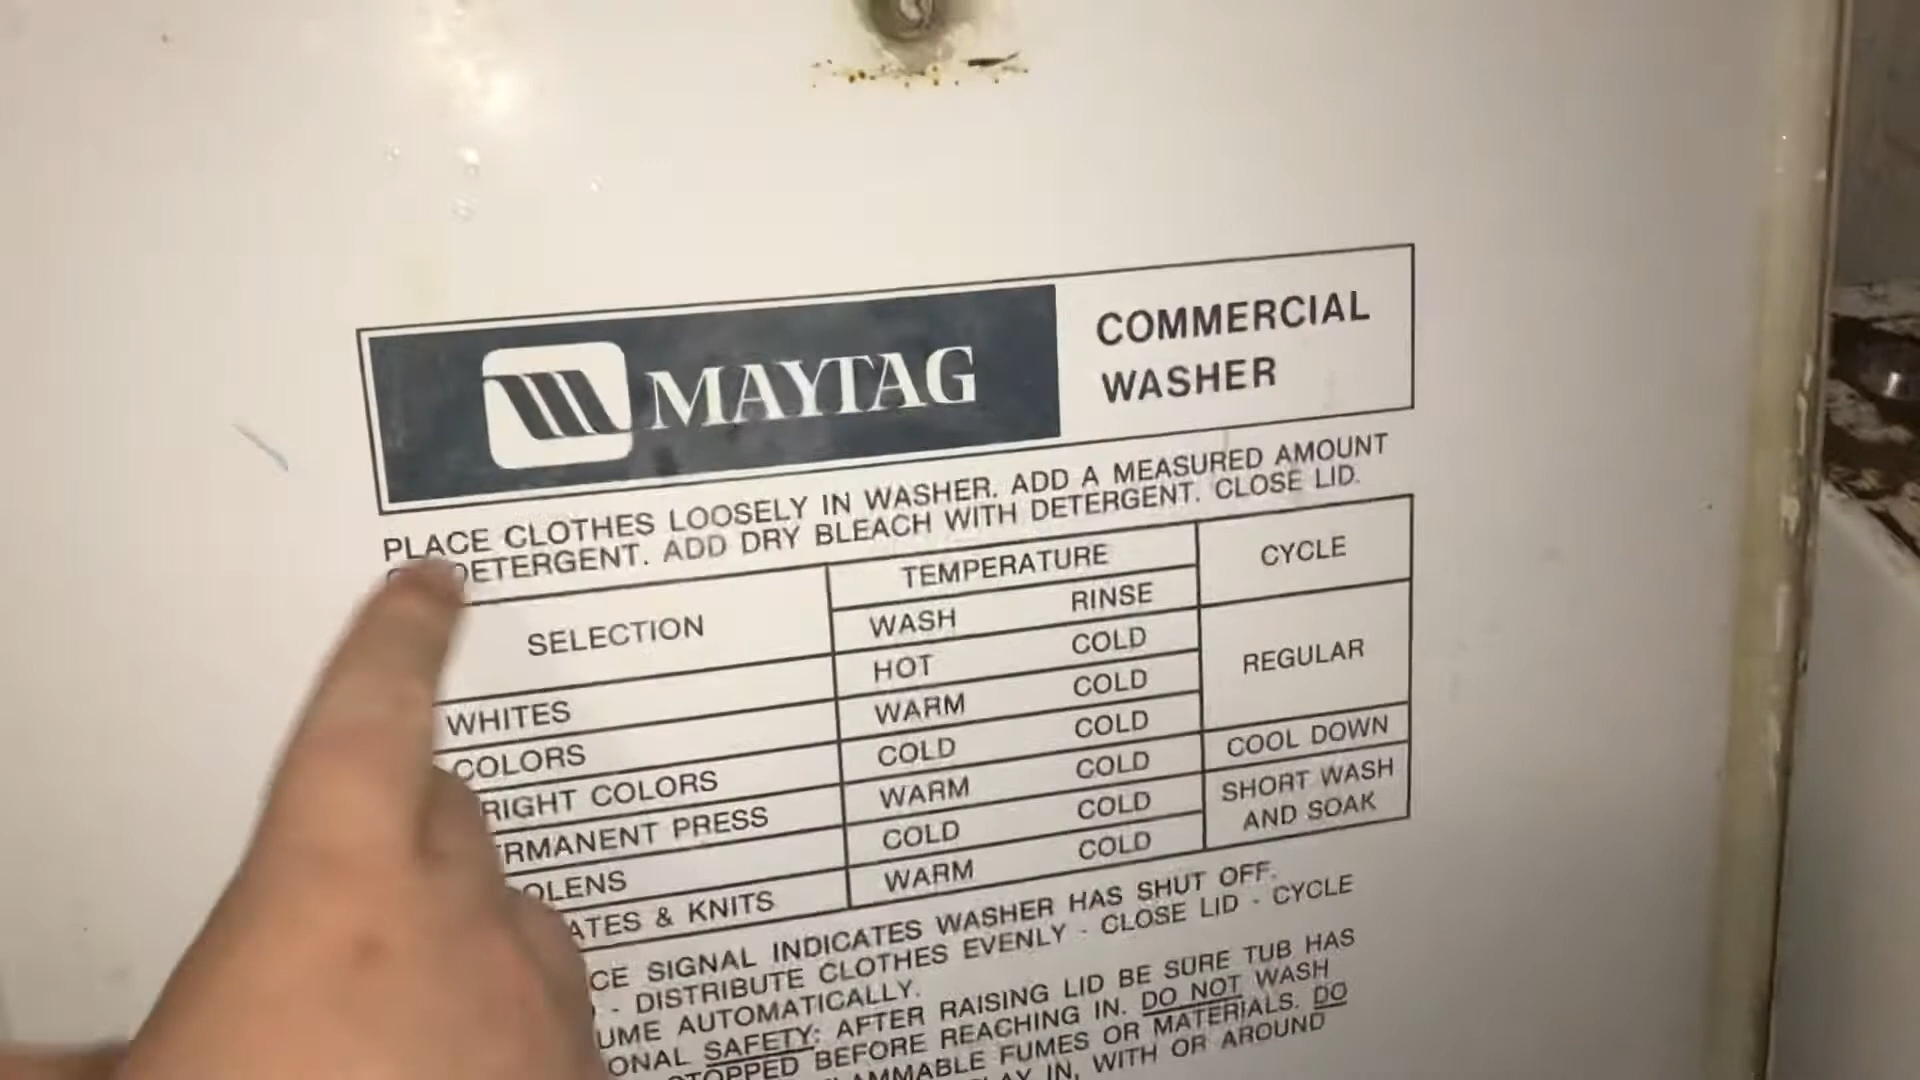 MAYTAG
COMMERCIAL
WASHER
PLACE CLOTHES LOOSELY IN WASHER. ADD A MEASURED AMOUNT
DETERGENT. ADD DRY BLEACH WITH DETERGENT. CLOSE LID.
SELECTION
TEMPERATURE
CYCLE
WASH RINSE
WHITES HOT COLD
REGULAR
COLORS WARM COLD
RIGHT COLORS COLD COLD
RMANENT PRESS WARM COLD
COOL DOWN
OLENS COLD COLD
SHORT WASH
AND SOAK
ATES & KNITS WARM COLD
CE SIGNAL INDICATES WASHER HAS SHUT OFF.
- DISTRIBUTE CLOTHES EVENLY - CLOSE LID - CYCLE
UME AUTOMATICALLY.
ONAL SAFETY: AFTER RAISING LID BE SURE TUB HAS
STOPPED BEFORE REACHING IN. DO NOT WASH
LAMMABLE FUMES OR MATERIALS. DO
LAY IN, WITH OR AROUND